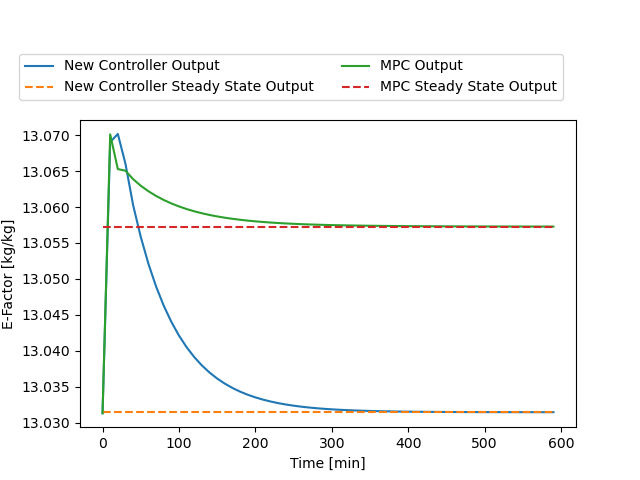 New Controller Output
New Controller Steady State Output
MPC Output
MPC Steady State Output
E-Factor [kg/kg]
13.070
13.065
13.060
13.055
13.050
13.045
13.040
13.035
13.030
0 100 200 300 400 500 600
Time [min]